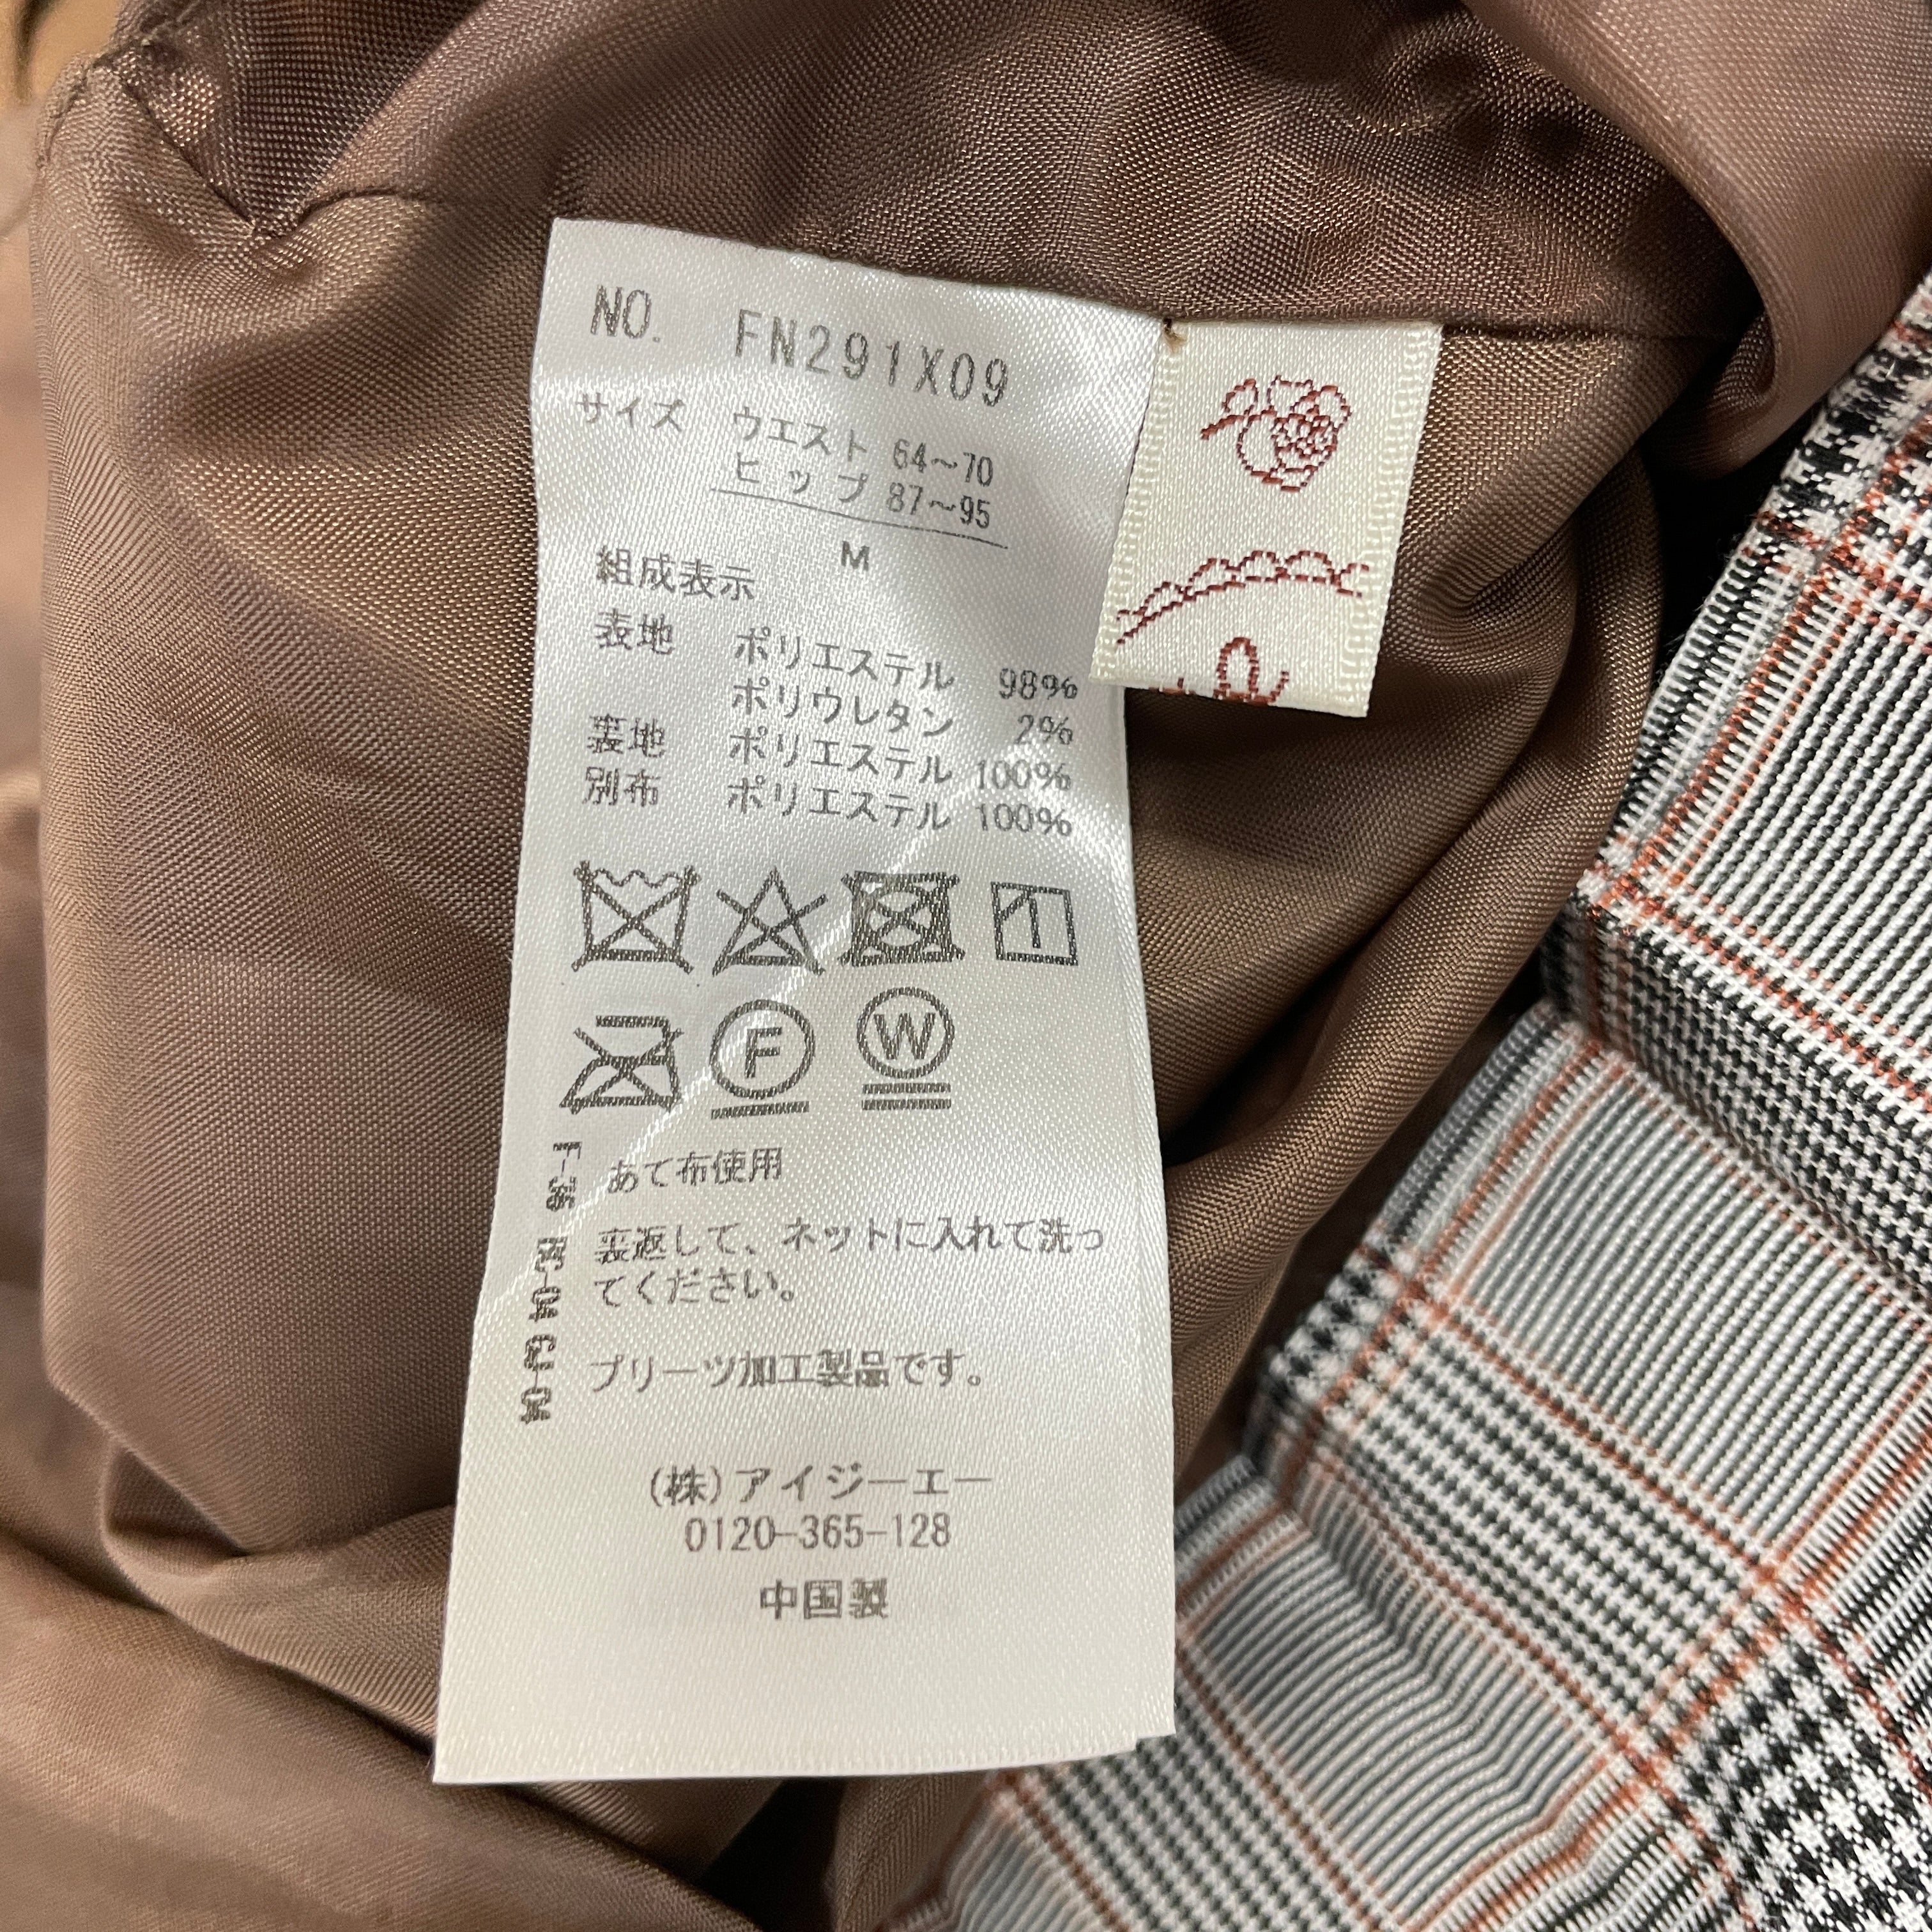 NO. FN291X09
サイズ ウエスト 64～70
ヒップ 87～95
M
組成表示
表地 ポリエステル 98%
ポリウレタン 2%
裏地 ポリエステル 100%
別布 ポリエステル 100%
1
F W
あて布使用
裏返して、ネットに入れて洗っ
てください。
プリーツ加工製品です。
(株)アイジーエー
0120-365-128
中国製